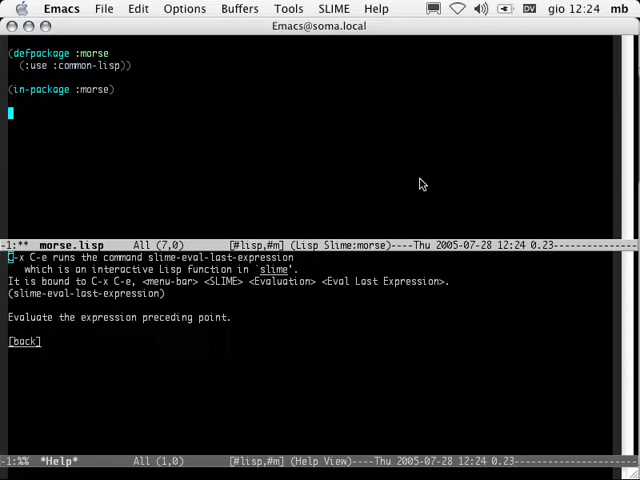 Emacs File Edit Options Buffers Tools SLIME Help DV gio 12:24 mb
Emacs@soma.local
(defpackage :morse
(:use :common-lisp))
(in-package :morse)
-1:** morse.lisp All (7,0) [#lisp,#m] (Lisp Slime:morse)----Thu 2005-07-28 12:24 0.23-----
C-x C-e runs the command slime-eval-last-expression
which is an interactive Lisp function in `slime'.
It is bound to C-x C-e, <menu-bar> <SLIME> <Evaluation> <Eval Last Expression>.
(slime-eval-last-expression)
Evaluate the expression preceding point.
[back]
-1:%% *Help* All (1,0) [#lisp,#m] (Help View)----Thu 2005-07-28 12:24 0.23---------